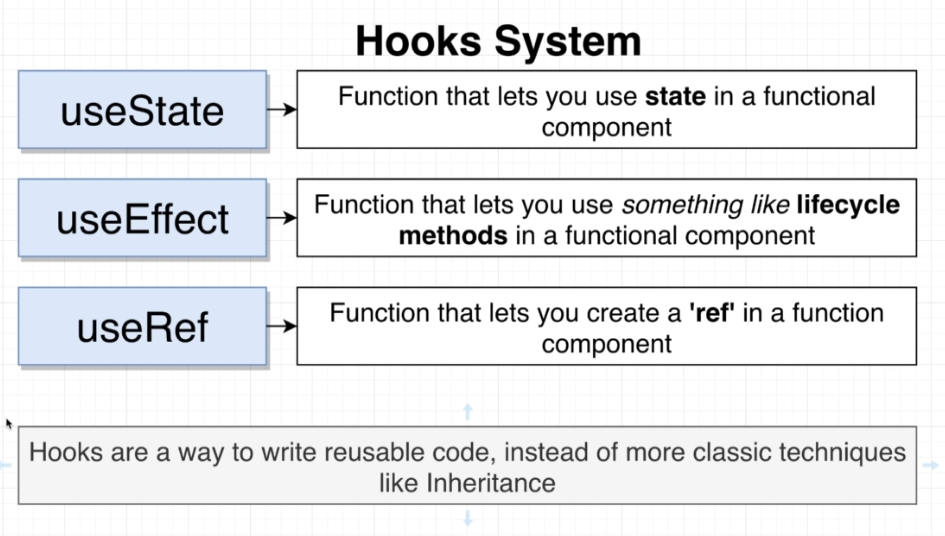 Hooks System
useState
Function that lets you use state in a functional
component
useEffect
Function that lets you use something like lifecycle
methods in a functional component
useRef
Function that lets you create a 'ref' in a function
component
Hooks are a way to write reusable code, instead of more classic techniques
like Inheritance